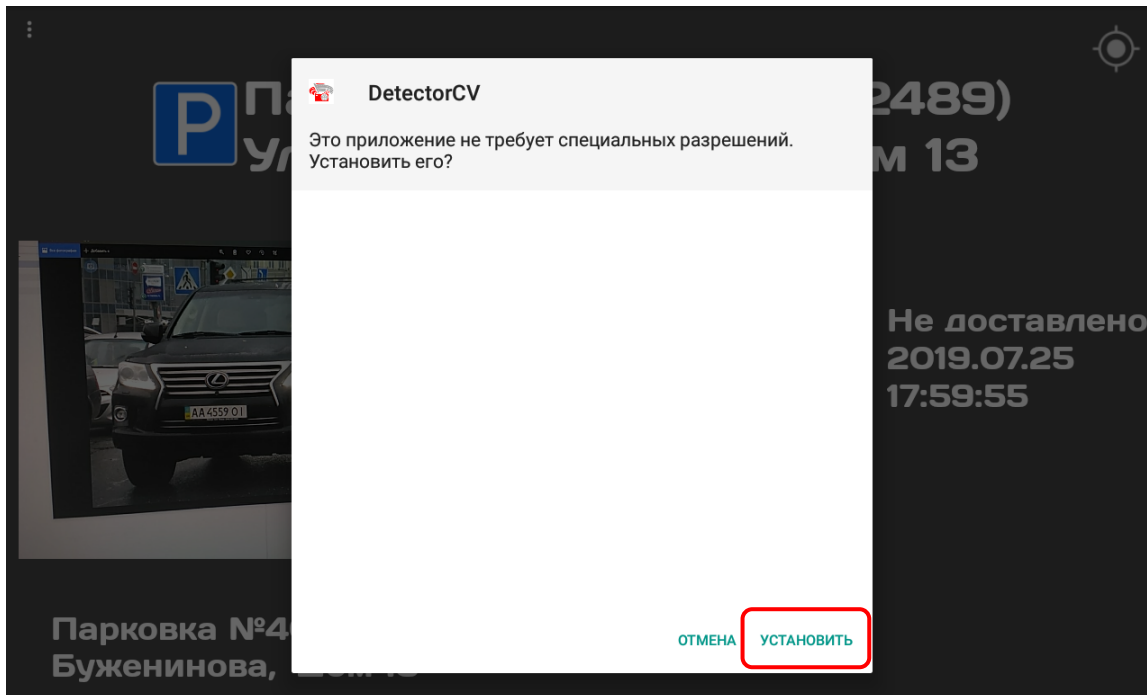 DetectorCV
Это приложение не требует специальных разрешений.
Установить его?
2489)
13
P
AA 4559 OI
Не доставлено
2019.07.25
17:59:55
Парковка
Буженинова,
ОТМЕНА УСТАНОВИТЬ